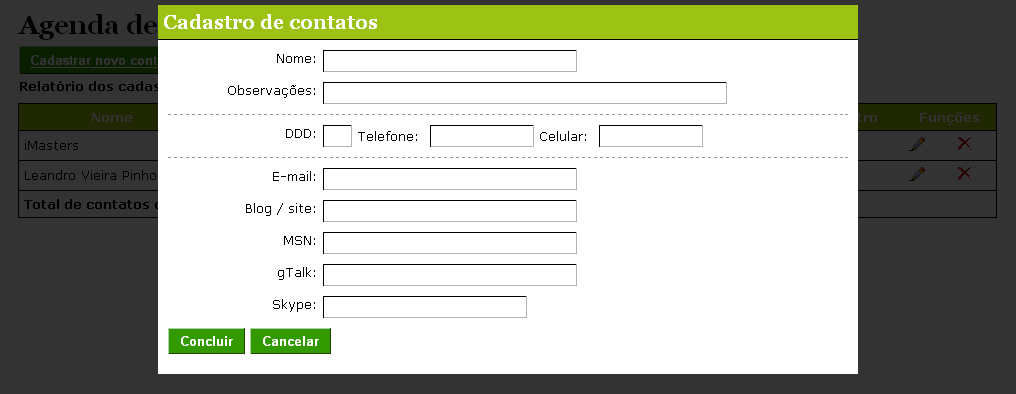 Cadastro de contatos
Agenda de
Cadastrar novo cont
Relatório dos cadas
Nome tro Funções
iMasters
Leandro Vieira Pinho
Total de contatos
Nome:
Observações:
DDD: Telefone: Celular:
E-mail:
Blog / site:
MSN:
gTalk:
Skype:
Concluir Cancelar